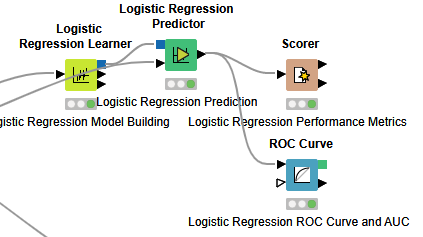 Logistic Regression
Predictor
Logistic
Regression Learner
Scorer
Logistic Regression Prediction
gistic Regression Model Building
Logistic Regression Performance Metrics
ROC Curve
Logistic Regression ROC Curve and AUC